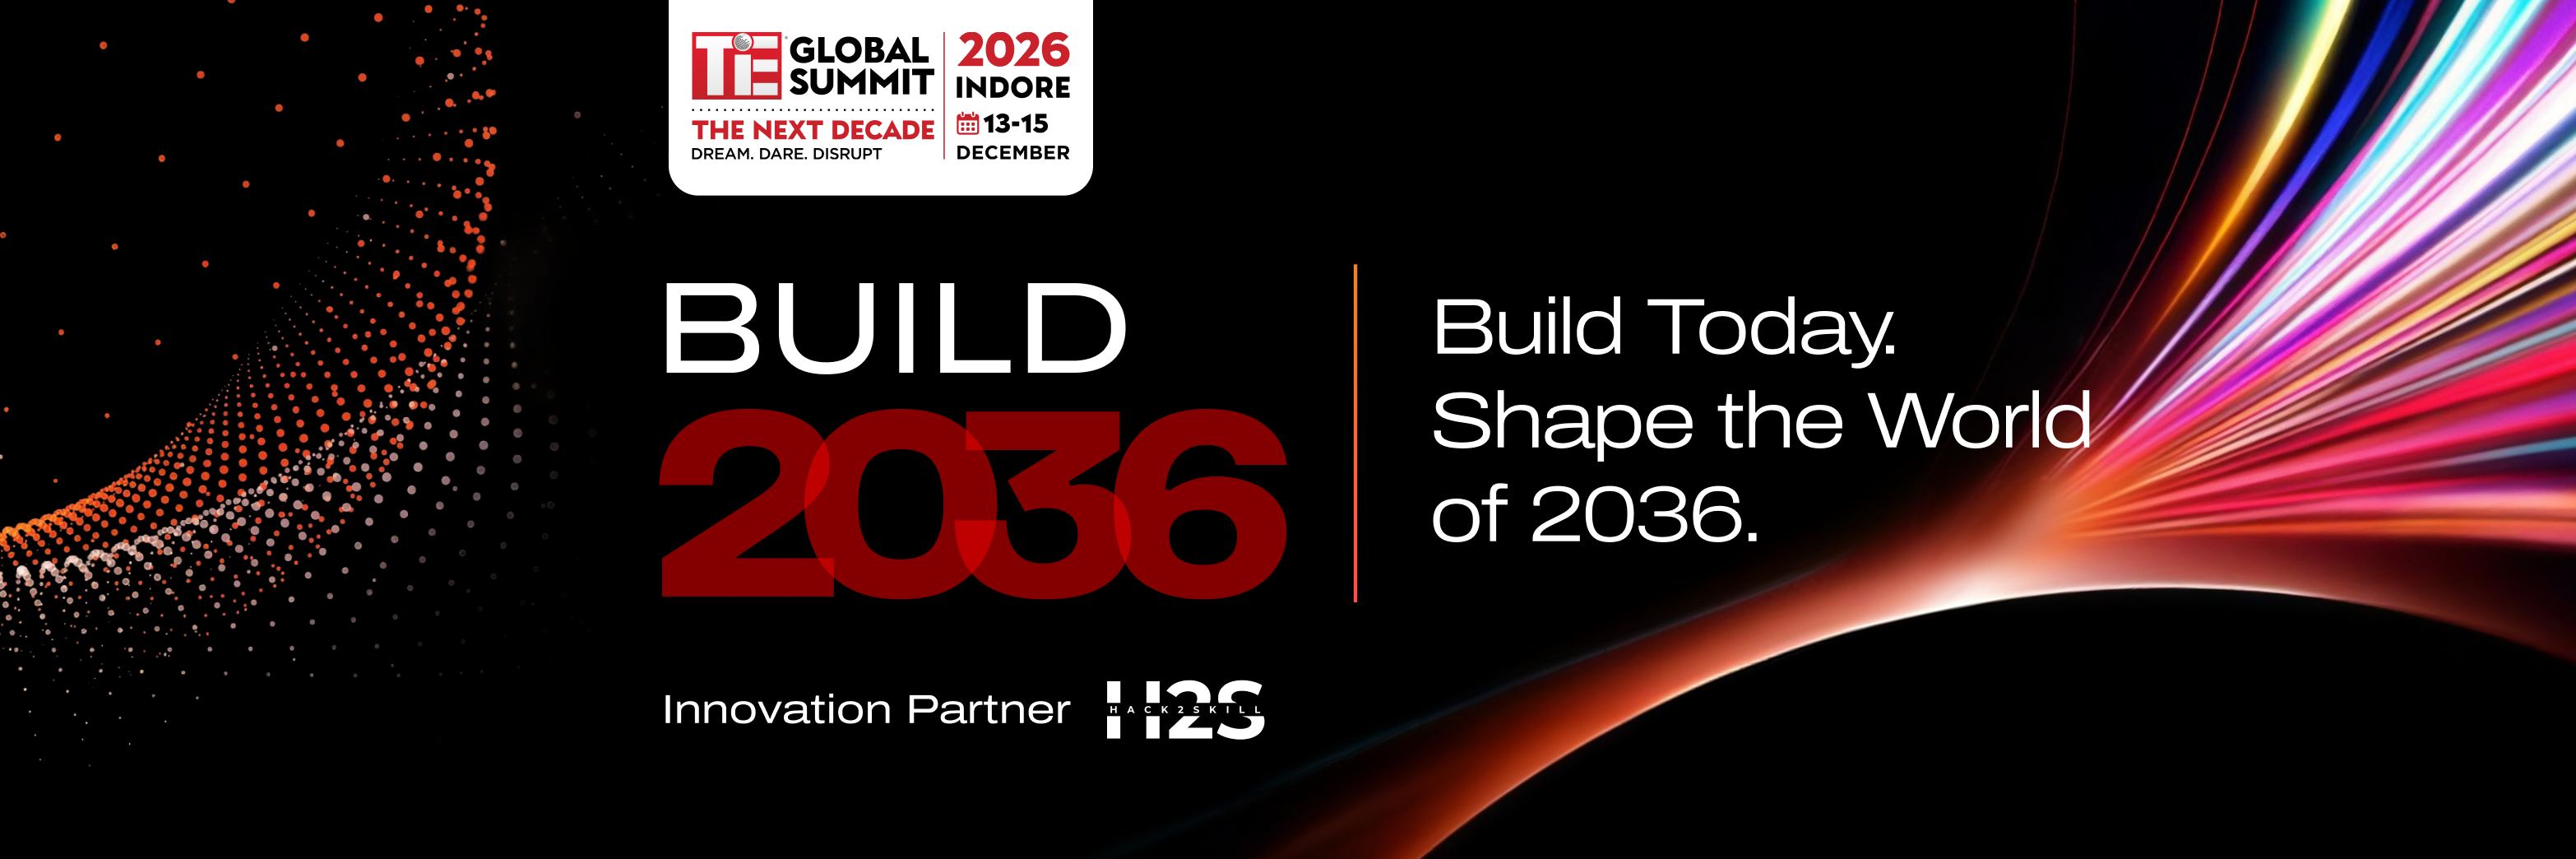 TiE GLOBAL
SUMMIT
THE NEXT DECADE
DREAM. DARE. DISRUPT
2026
INDORE
13-15
DECEMBER
BUILD
2036
Build Today.
Shape the World
of 2036.
Innovation Partner H2S
HACK2SKILL